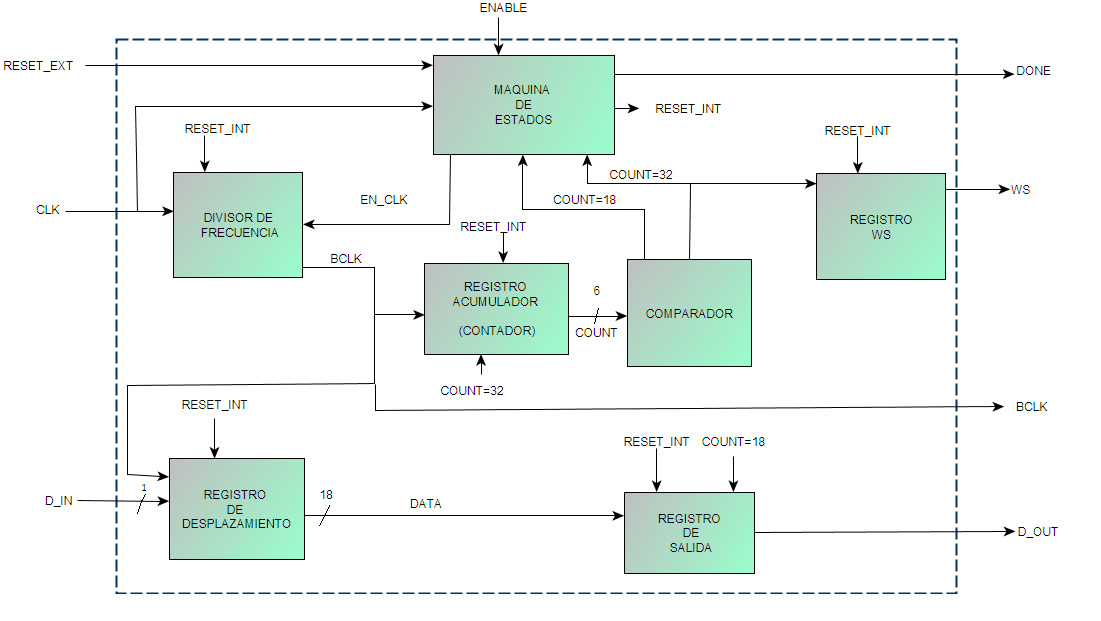 ENABLE
RESET_EXT
MAQUINA
DE
ESTADOS
DONE
RESET_INT
RESET_INT
RESET_INT
COUNT=32
CLK
DIVISOR DE
FRECUENCIA
EN_CLK
COUNT=18
WS
REGISTRO
WS
RESET_INT
BCLK
REGISTRO
ACUMULADOR
(CONTADOR)
6
COUNT
COMPARADOR
COUNT=32
RESET_INT
BCLK
RESET_INT
COUNT=18
D_IN
1
REGISTRO
DE
DESPLAZAMIENTO
18
DATA
REGISTRO
DE
SALIDA
D_OUT